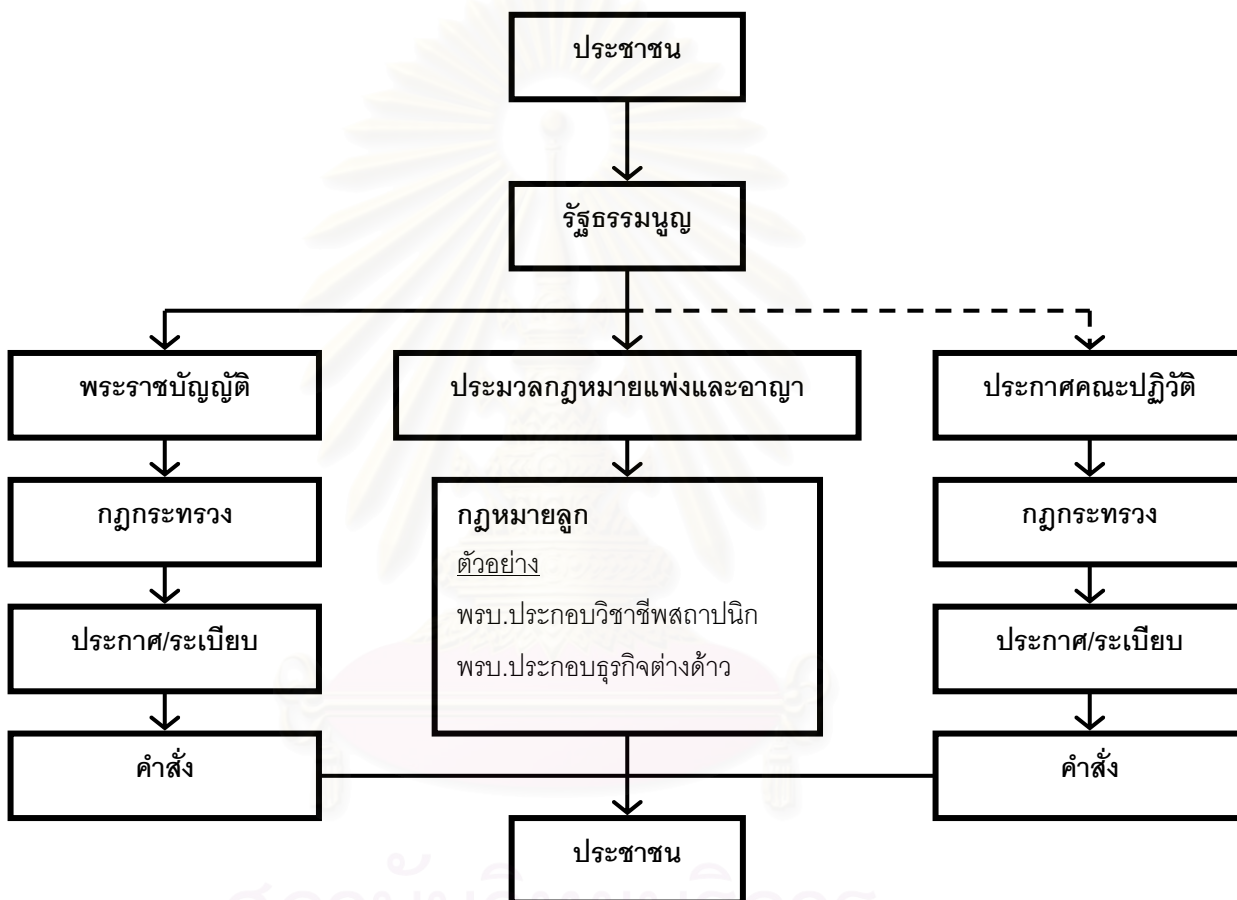 ประชาชน
รัฐธรรมนูญ
พระราชบัญญัติ
ประมวลกฎหมายแพ่งและอาญา
ประกาศคณะปฏิวัติ
กฎกระทรวง
กฎหมายลูก
ตัวอย่าง
พรบ.ประกอบวิชาชีพสถาปนิก
พรบ.ประกอบธุรกิจต่างด้าว
กฎกระทรวง
ประกาศ/ระเบียบ
ประกาศ/ระเบียบ
คำสั่ง
คำสั่ง
ประชาชน